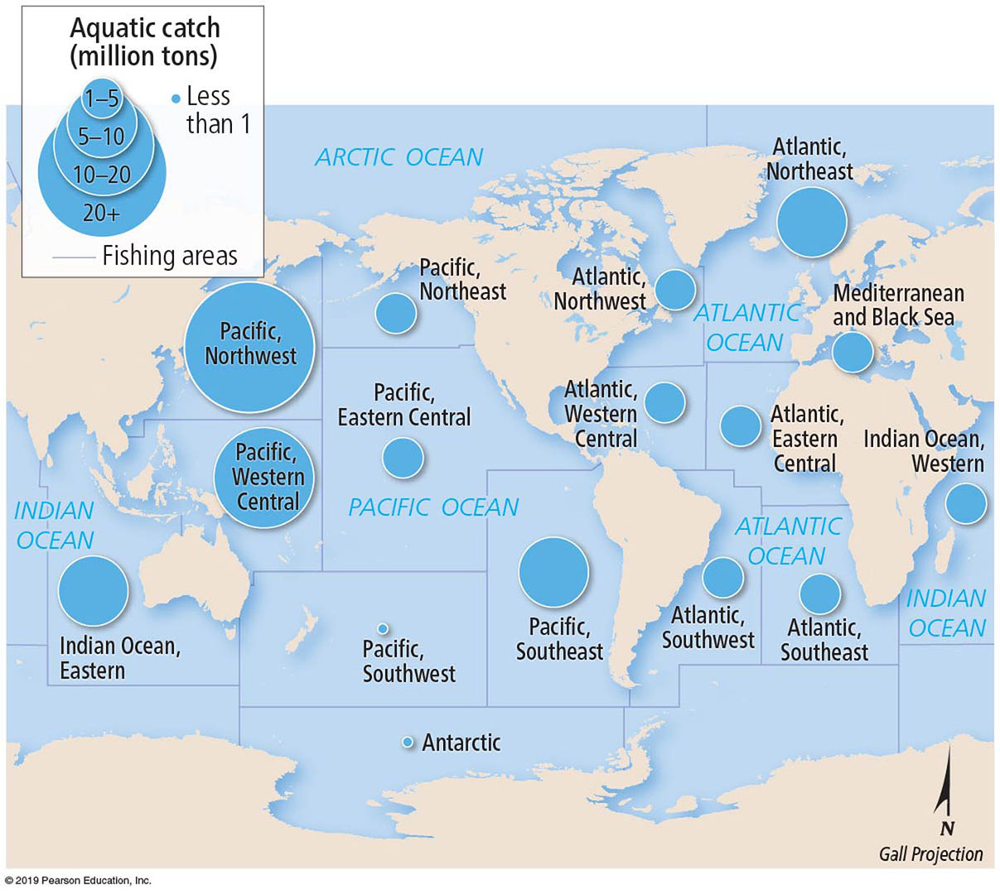 Aquatic catch
(million tons)
1–5
5–10
10–20
20+
Less
than 1
Fishing areas
ARCTIC OCEAN
Atlantic,
Northeast
Pacific,
Northeast
Atlantic,
Northwest
ATLANTIC
OCEAN
Mediterranean
and Black Sea
Pacific,
Northwest
Pacific,
Eastern Central
Atlantic,
Western
Central
Atlantic,
Eastern
Central
Indian Ocean,
Western
Pacific,
Western
Central
INDIAN
OCEAN
PACIFIC OCEAN
ATLANTIC
OCEAN
Indian Ocean,
Eastern
Pacific,
Southwest
Pacific,
Southeast
Atlantic,
Southwest
Atlantic,
Southeast
INDIAN
OCEAN
Antarctic
N
Gall Projection
© 2019 Pearson Education, Inc.